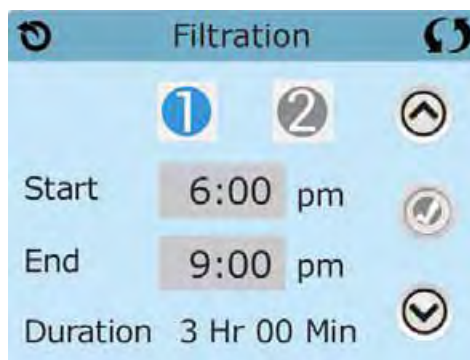 Filtration
1 2
Start 6:00 pm
End 9:00 pm
Duration 3 Hr 00 Min